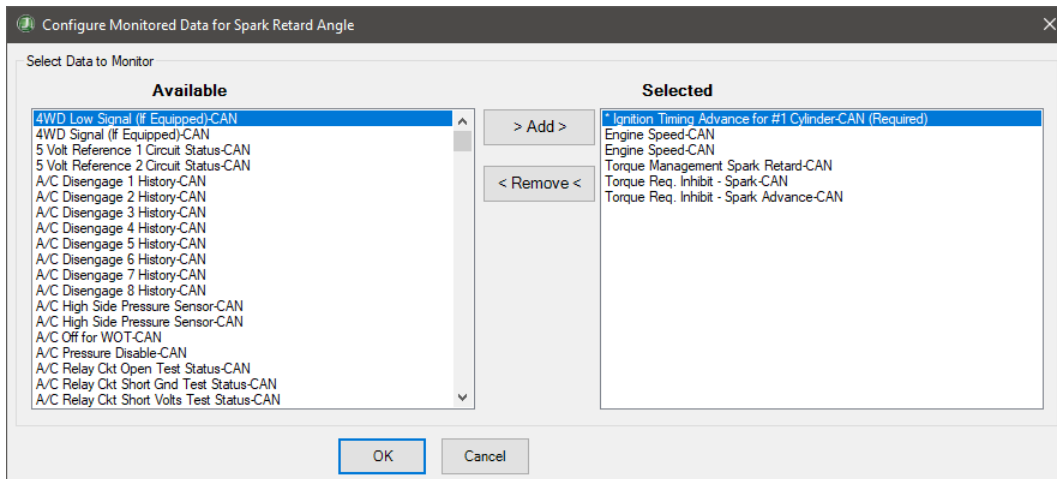 Configure Monitored Data for Spark Retard Angle
Select Data to Monitor
Available
4WD Low Signal (If Equipped)-CAN
4WD Signal (If Equipped)-CAN
5 Volt Reference 1 Circuit Status-CAN
5 Volt Reference 2 Circuit Status-CAN
A/C Disengage 1 History-CAN
A/C Disengage 2 History-CAN
A/C Disengage 3 History-CAN
A/C Disengage 4 History-CAN
A/C Disengage 5 History-CAN
A/C Disengage 6 History-CAN
A/C Disengage 7 History-CAN
A/C Disengage 8 History-CAN
A/C High Side Pressure Sensor-CAN
A/C High Side Pressure Sensor-CAN
A/C Off for WOT-CAN
A/C Pressure Disable-CAN
A/C Relay Ckt Open Test Status-CAN
A/C Relay Ckt Short Gnd Test Status-CAN
A/C Relay Ckt Short Volts Test Status-CAN
> Add >
< Remove <
Selected
* Ignition Timing Advance for #1 Cylinder-CAN (Required)
Engine Speed-CAN
Engine Speed-CAN
Torque Management Spark Retard-CAN
Torque Req. Inhibit - Spark-CAN
Torque Req. Inhibit - Spark Advance-CAN
OK
Cancel